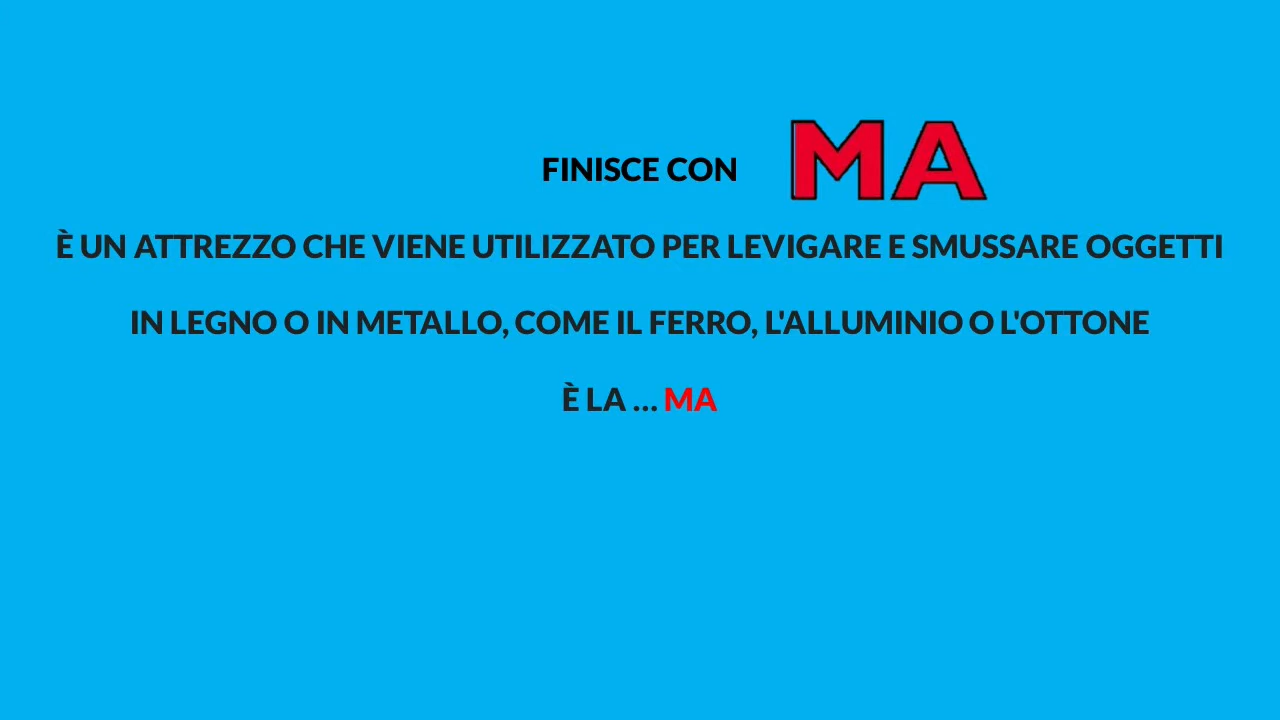 FINISCE CON MA
È UN ATTREZZO CHE VIENE UTILIZZATO PER LEVIGARE E SMUSSARE OGGETTI
IN LEGNO O IN METALLO, COME IL FERRO, L'ALLUMINIO O L'OTTONE
È LA ... MA